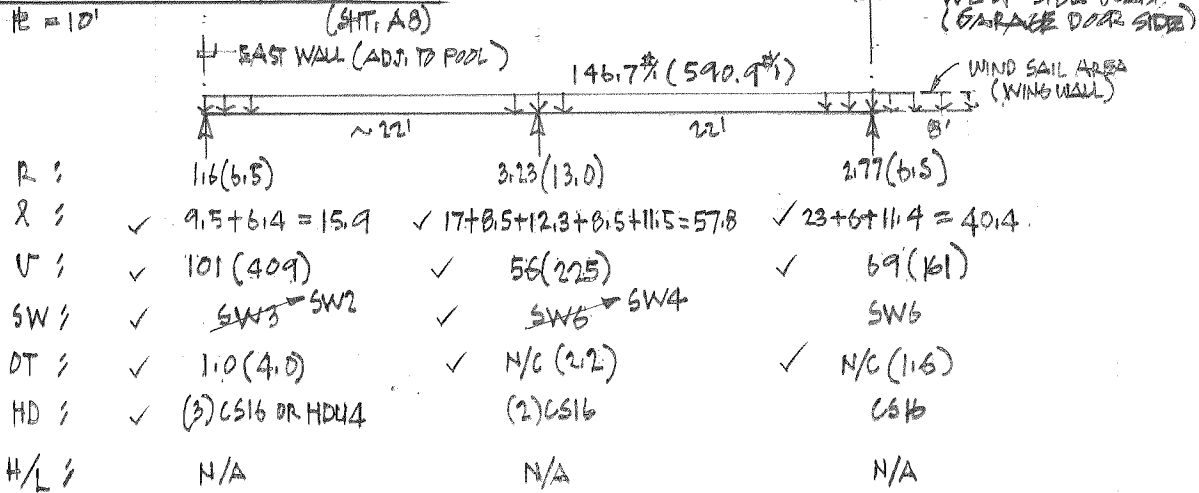 ℄ = 10'
(SHT. A8)
(GARAGE DOOR SIDE)
EAST WALL (ADJ. TO POOL)
146.7#/1 (590.9#/1)
WIND SAIL AREA
(WING WALL)
~22' 22' 8'
R: 1.6(6.5) 3.23(13.0) 2.77(6.5)
l: ✓ 9.5+6.4 = 15.9 ✓ 17+8.5+12.3+8.5+11.5=57.8 ✓ 23+6+11.4 = 40.4
V: ✓ 101 (409) ✓ 56(225) ✓ 69(161)
SW: ✓ SW3 SW2 ✓ SW6 SW4 SW6
OT: ✓ 1.0(4.0) ✓ N/C (2.2) ✓ N/C (1.6)
HD: ✓ (3) CS16 OR HDU4 (2)CS16 CS16
H/L: N/A N/A N/A